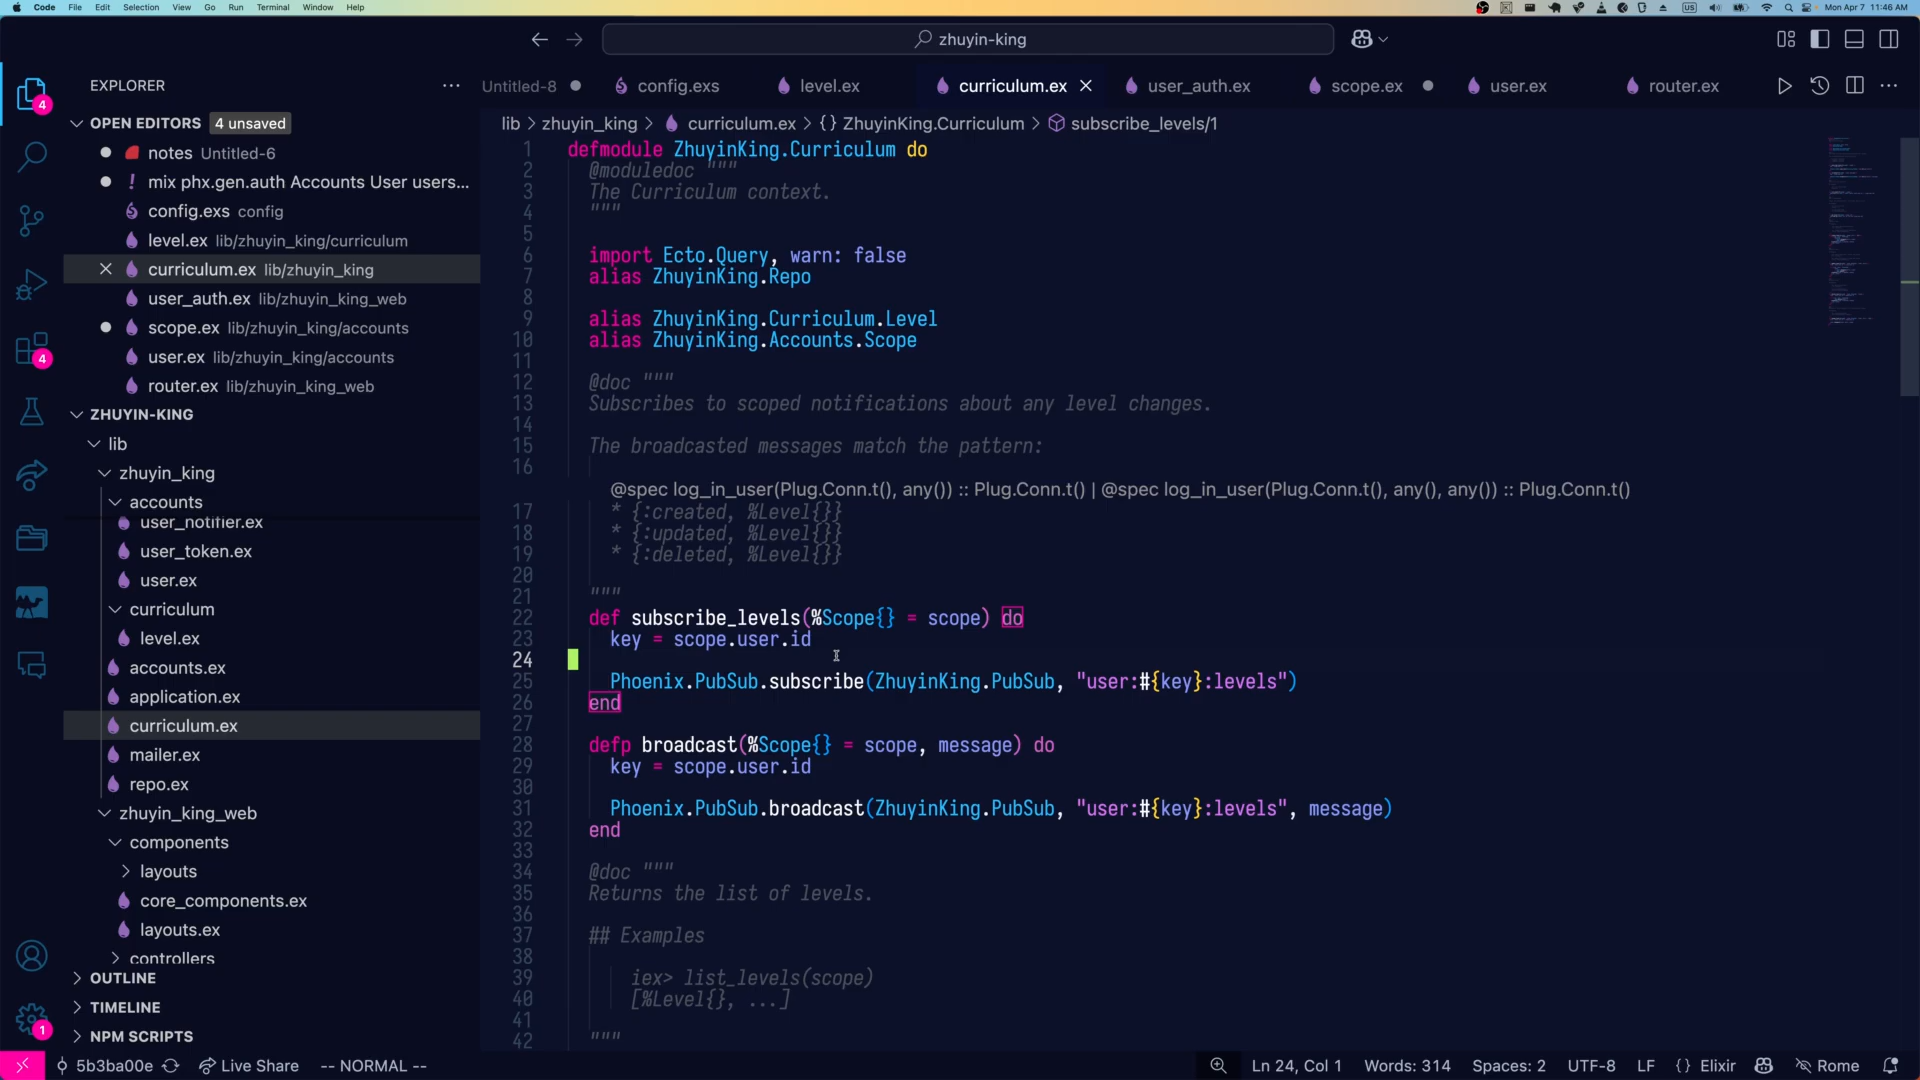 Code File Edit Selection View Go Run Terminal Window Help
US Mon Apr 7 11:46 AM
zhuyin-king
EXPLORER
Untitled-8
config.exs
level.ex
curriculum.ex
user_auth.ex
scope.ex
user.ex
router.ex
OPEN EDITORS 4 unsaved
notes Untitled-6
mix phx.gen.auth Accounts User users...
config.exs config
level.ex lib/zhuyin_king/curriculum
curriculum.ex lib/zhuyin_king
user_auth.ex lib/zhuyin_king_web
scope.ex lib/zhuyin_king/accounts
user.ex lib/zhuyin_king/accounts
router.ex lib/zhuyin_king_web
ZHUYIN-KING
lib
zhuyin_king
accounts
user_notifier.ex
user_token.ex
user.ex
curriculum
level.ex
accounts.ex
application.ex
curriculum.ex
mailer.ex
repo.ex
zhuyin_king_web
components
layouts
core_components.ex
layouts.ex
controllers
OUTLINE
TIMELINE
NPM SCRIPTS
4
4
1
lib > zhuyin_king > curriculum.ex > {} ZhuyinKing.Curriculum > subscribe_levels/1
1 defmodule ZhuyinKing.Curriculum do
2 @moduledoc """
3 The Curriculum context.
4 """
5
6 import Ecto.Query, warn: false
7 alias ZhuyinKing.Repo
8
9 alias ZhuyinKing.Curriculum.Level
10 alias ZhuyinKing.Accounts.Scope
11
12 @doc """
13 Subscribes to scoped notifications about any level changes.
14
15 The broadcasted messages match the pattern:
16
@spec log_in_user(Plug.Conn.t(), any()) :: Plug.Conn.t() | @spec log_in_user(Plug.Conn.t(), any(), any()) :: Plug.Conn.t()
17 * {:created, %Level{}}
18 * {:updated, %Level{}}
19 * {:deleted, %Level{}}
20
21 """
22 def subscribe_levels(%Scope{} = scope) do
23 key = scope.user.id
24
25 Phoenix.PubSub.subscribe(ZhuyinKing.PubSub, "user:#{key}:levels")
26 end
27
28 defp broadcast(%Scope{} = scope, message) do
29 key = scope.user.id
30
31 Phoenix.PubSub.broadcast(ZhuyinKing.PubSub, "user:#{key}:levels", message)
32 end
33
34 @doc """
35 Returns the list of levels.
36
37 ## Examples
38
39 iex> list_levels(scope)
40 [%Level{}, ...]
41
42 """
5b3ba00e Live Share -- NORMAL --
Ln 24, Col 1 Words: 314 Spaces: 2 UTF-8 LF {} Elixir Rome